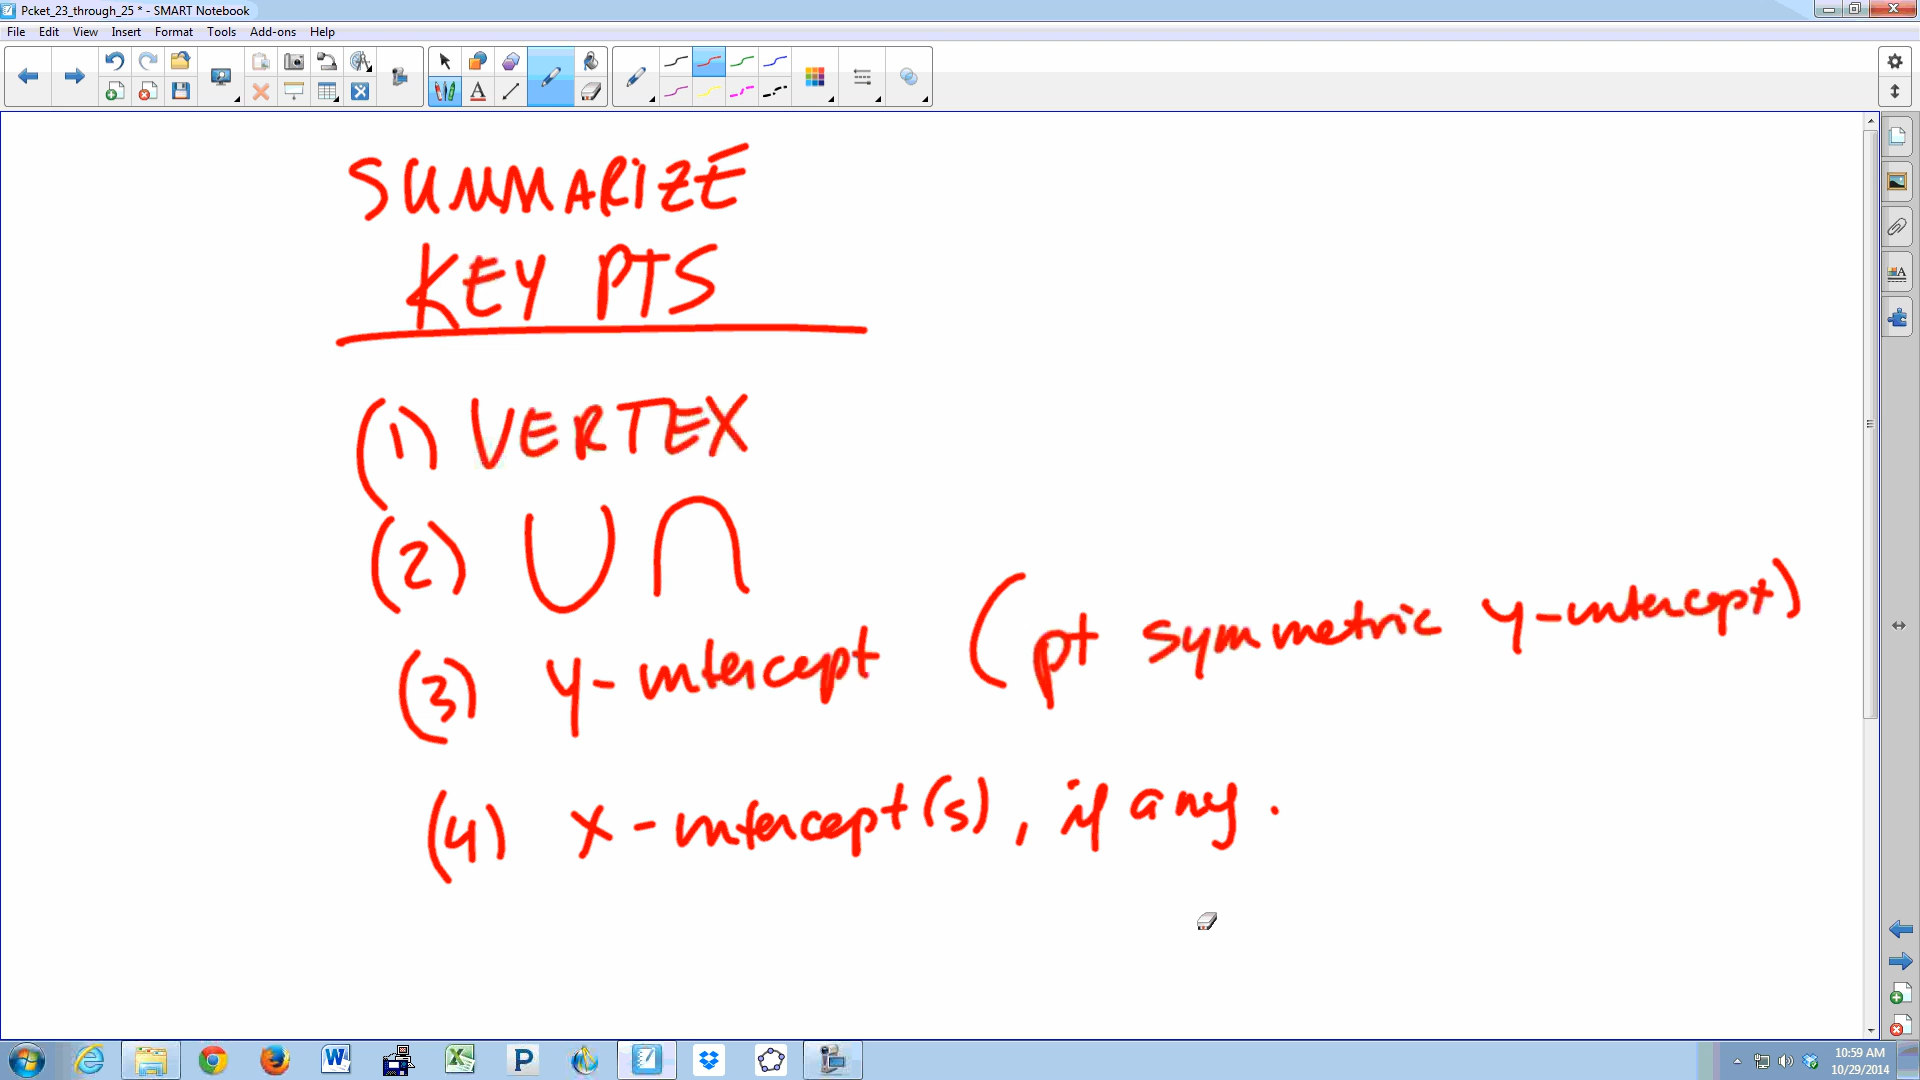 Pcket_23_through_25 * - SMART Notebook
File Edit View Insert Format Tools Add-ons Help
SUMMARIZE
KEY PTS
(1) VERTEX
(2) ∪ ∩
(3) y-intercept (pt symmetric y-intercept)
(4) x-intercept(s), if any.
10:59 AM
10/29/2014